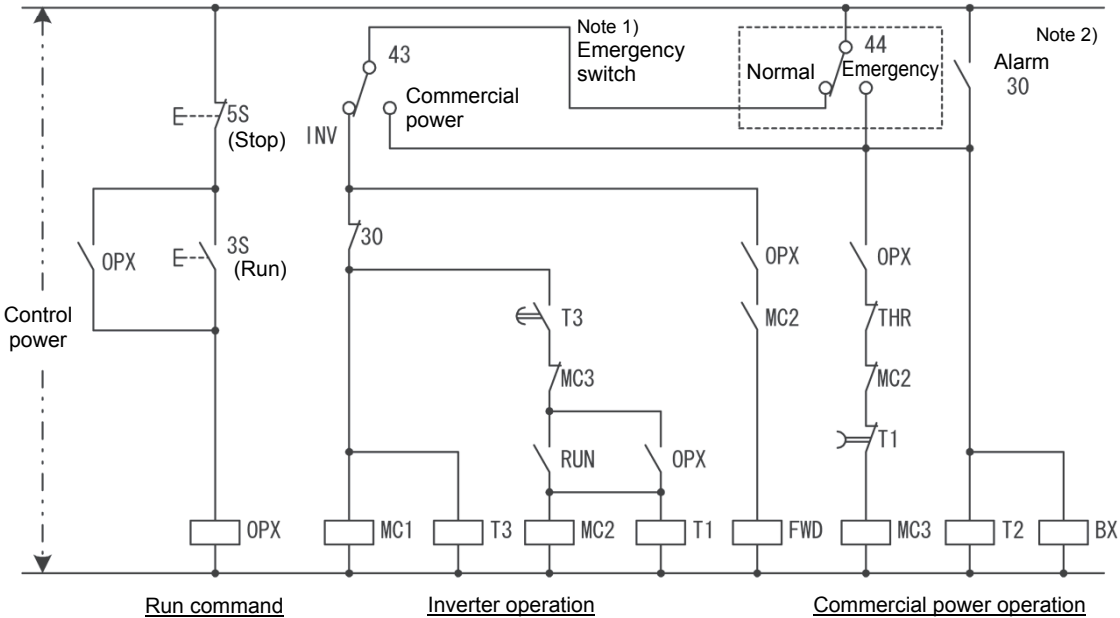 Note 1)
Emergency
switch
43
44
Note 2)
Normal
Emergency
Alarm
30
Commercial
power
INV
5S
(Stop)
OPX
3S
(Run)
30
OPX
OPX
T3
MC2
THR
Control
power
MC3
MC2
T1
RUN
OPX
OPX
MC1
T3
MC2
T1
FWD
MC3
T2
BX
Run command
Inverter operation
Commercial power operation